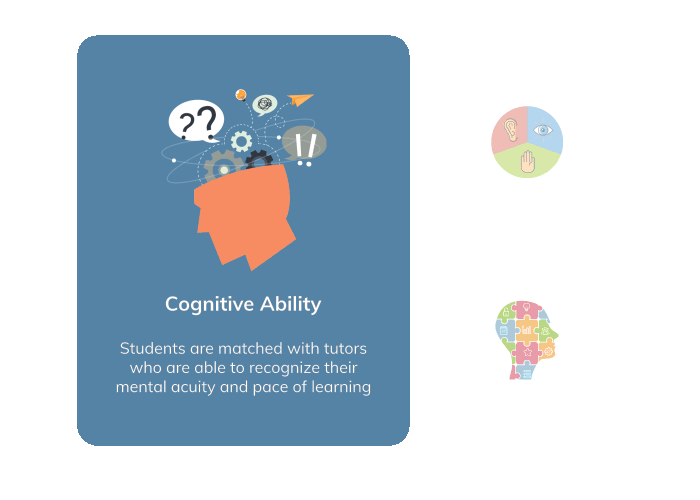 ??
!!
Cognitive Ability
Students are matched with tutors
who are able to recognize their
mental acuity and pace of learning